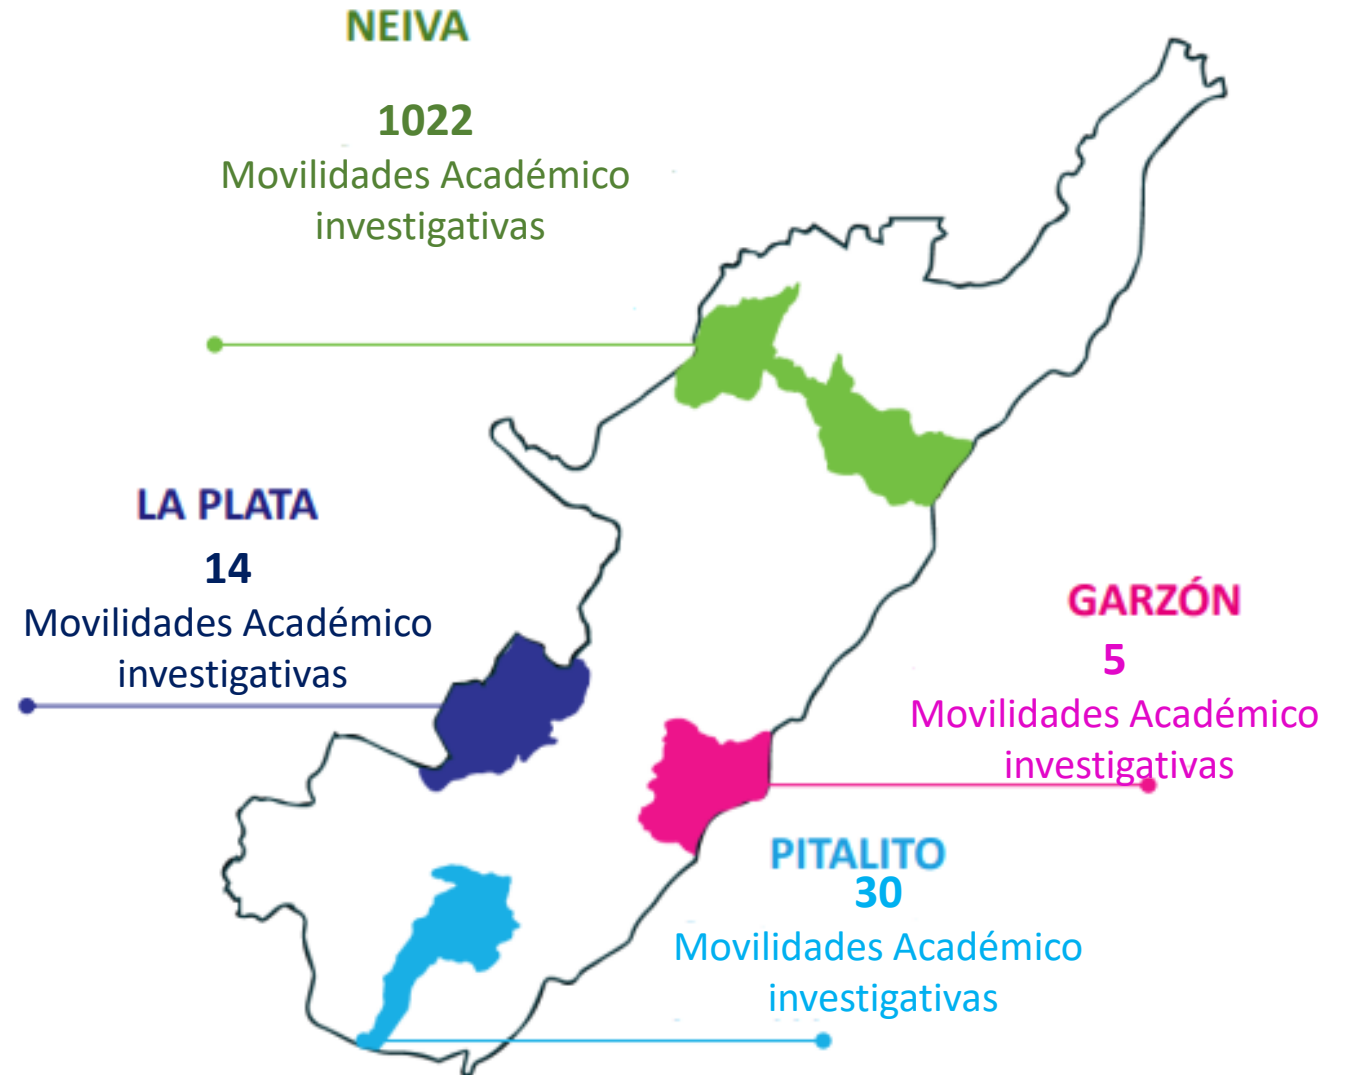 NEIVA
1022
Movilidades Académico
investigativas
LA PLATA
14
Movilidades Académico
investigativas
GARZÓN
5
Movilidades Académico
investigativas
PITALITO
30
Movilidades Académico
investigativas